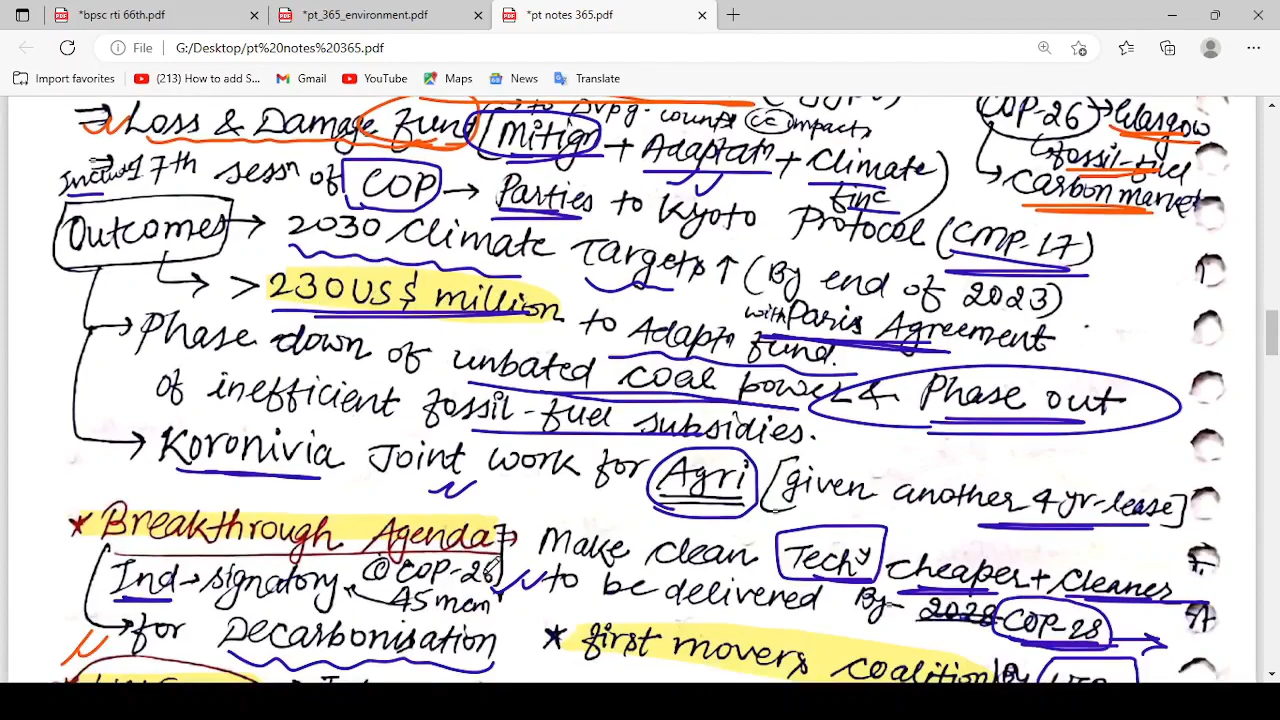 *bpsc rti 66th.pdf
*pt_365_environment.pdf
*pt notes 365.pdf
File G:/Desktop/pt%20notes%20365.pdf
Import favorites (213) How to add S... Gmail YouTube Maps News Translate
COP-26 → Glasgow
fossil-fuel
Carbon market
⇒ Loss & Damage fund (Mitign + Adaptatn + Climate finc)
impacts
17th sessn of COP → Parties to Kyoto Protocol (CMP-17)
Outcomes → 2030 Climate Targets ↑ (By end of 2023)
with Paris Agreement
→ > 230 US $ million to Adaptn fund.
→ Phase down of unbated coal power & Phase out
of inefficient fossil-fuel subsidies.
→ Koronivia Joint work for Agri [given another 4 yr-lease]
* Breakthrough Agenda → Make clean Techy cheaper + cleaner
to be delivered By COP-28
Ind → signatory @ COP-26
45 mem
→ for Decarbonisation
* first movers coalition By